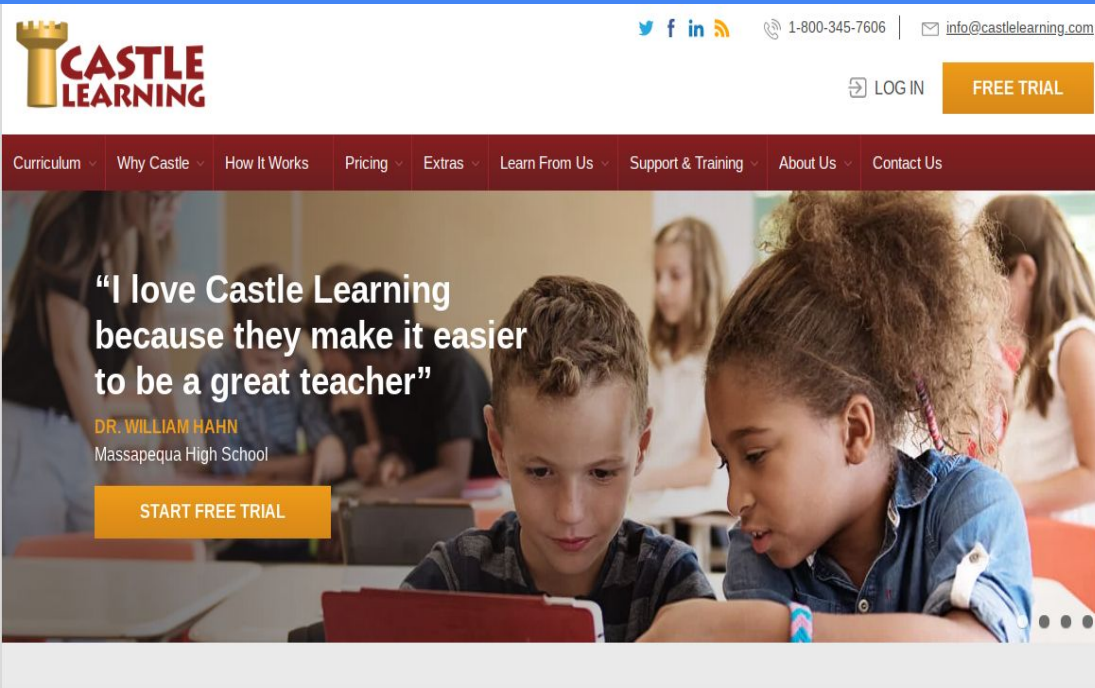 CASTLE
LEARNING
1-800-345-7606
info@castlelearning.com
LOG IN
FREE TRIAL
Curriculum
Why Castle
How It Works
Pricing
Extras
Learn From Us
Support & Training
About Us
Contact Us
“I love Castle Learning
because they make it easier
to be a great teacher”
DR. WILLIAM HAHN
Massapequa High School
START FREE TRIAL